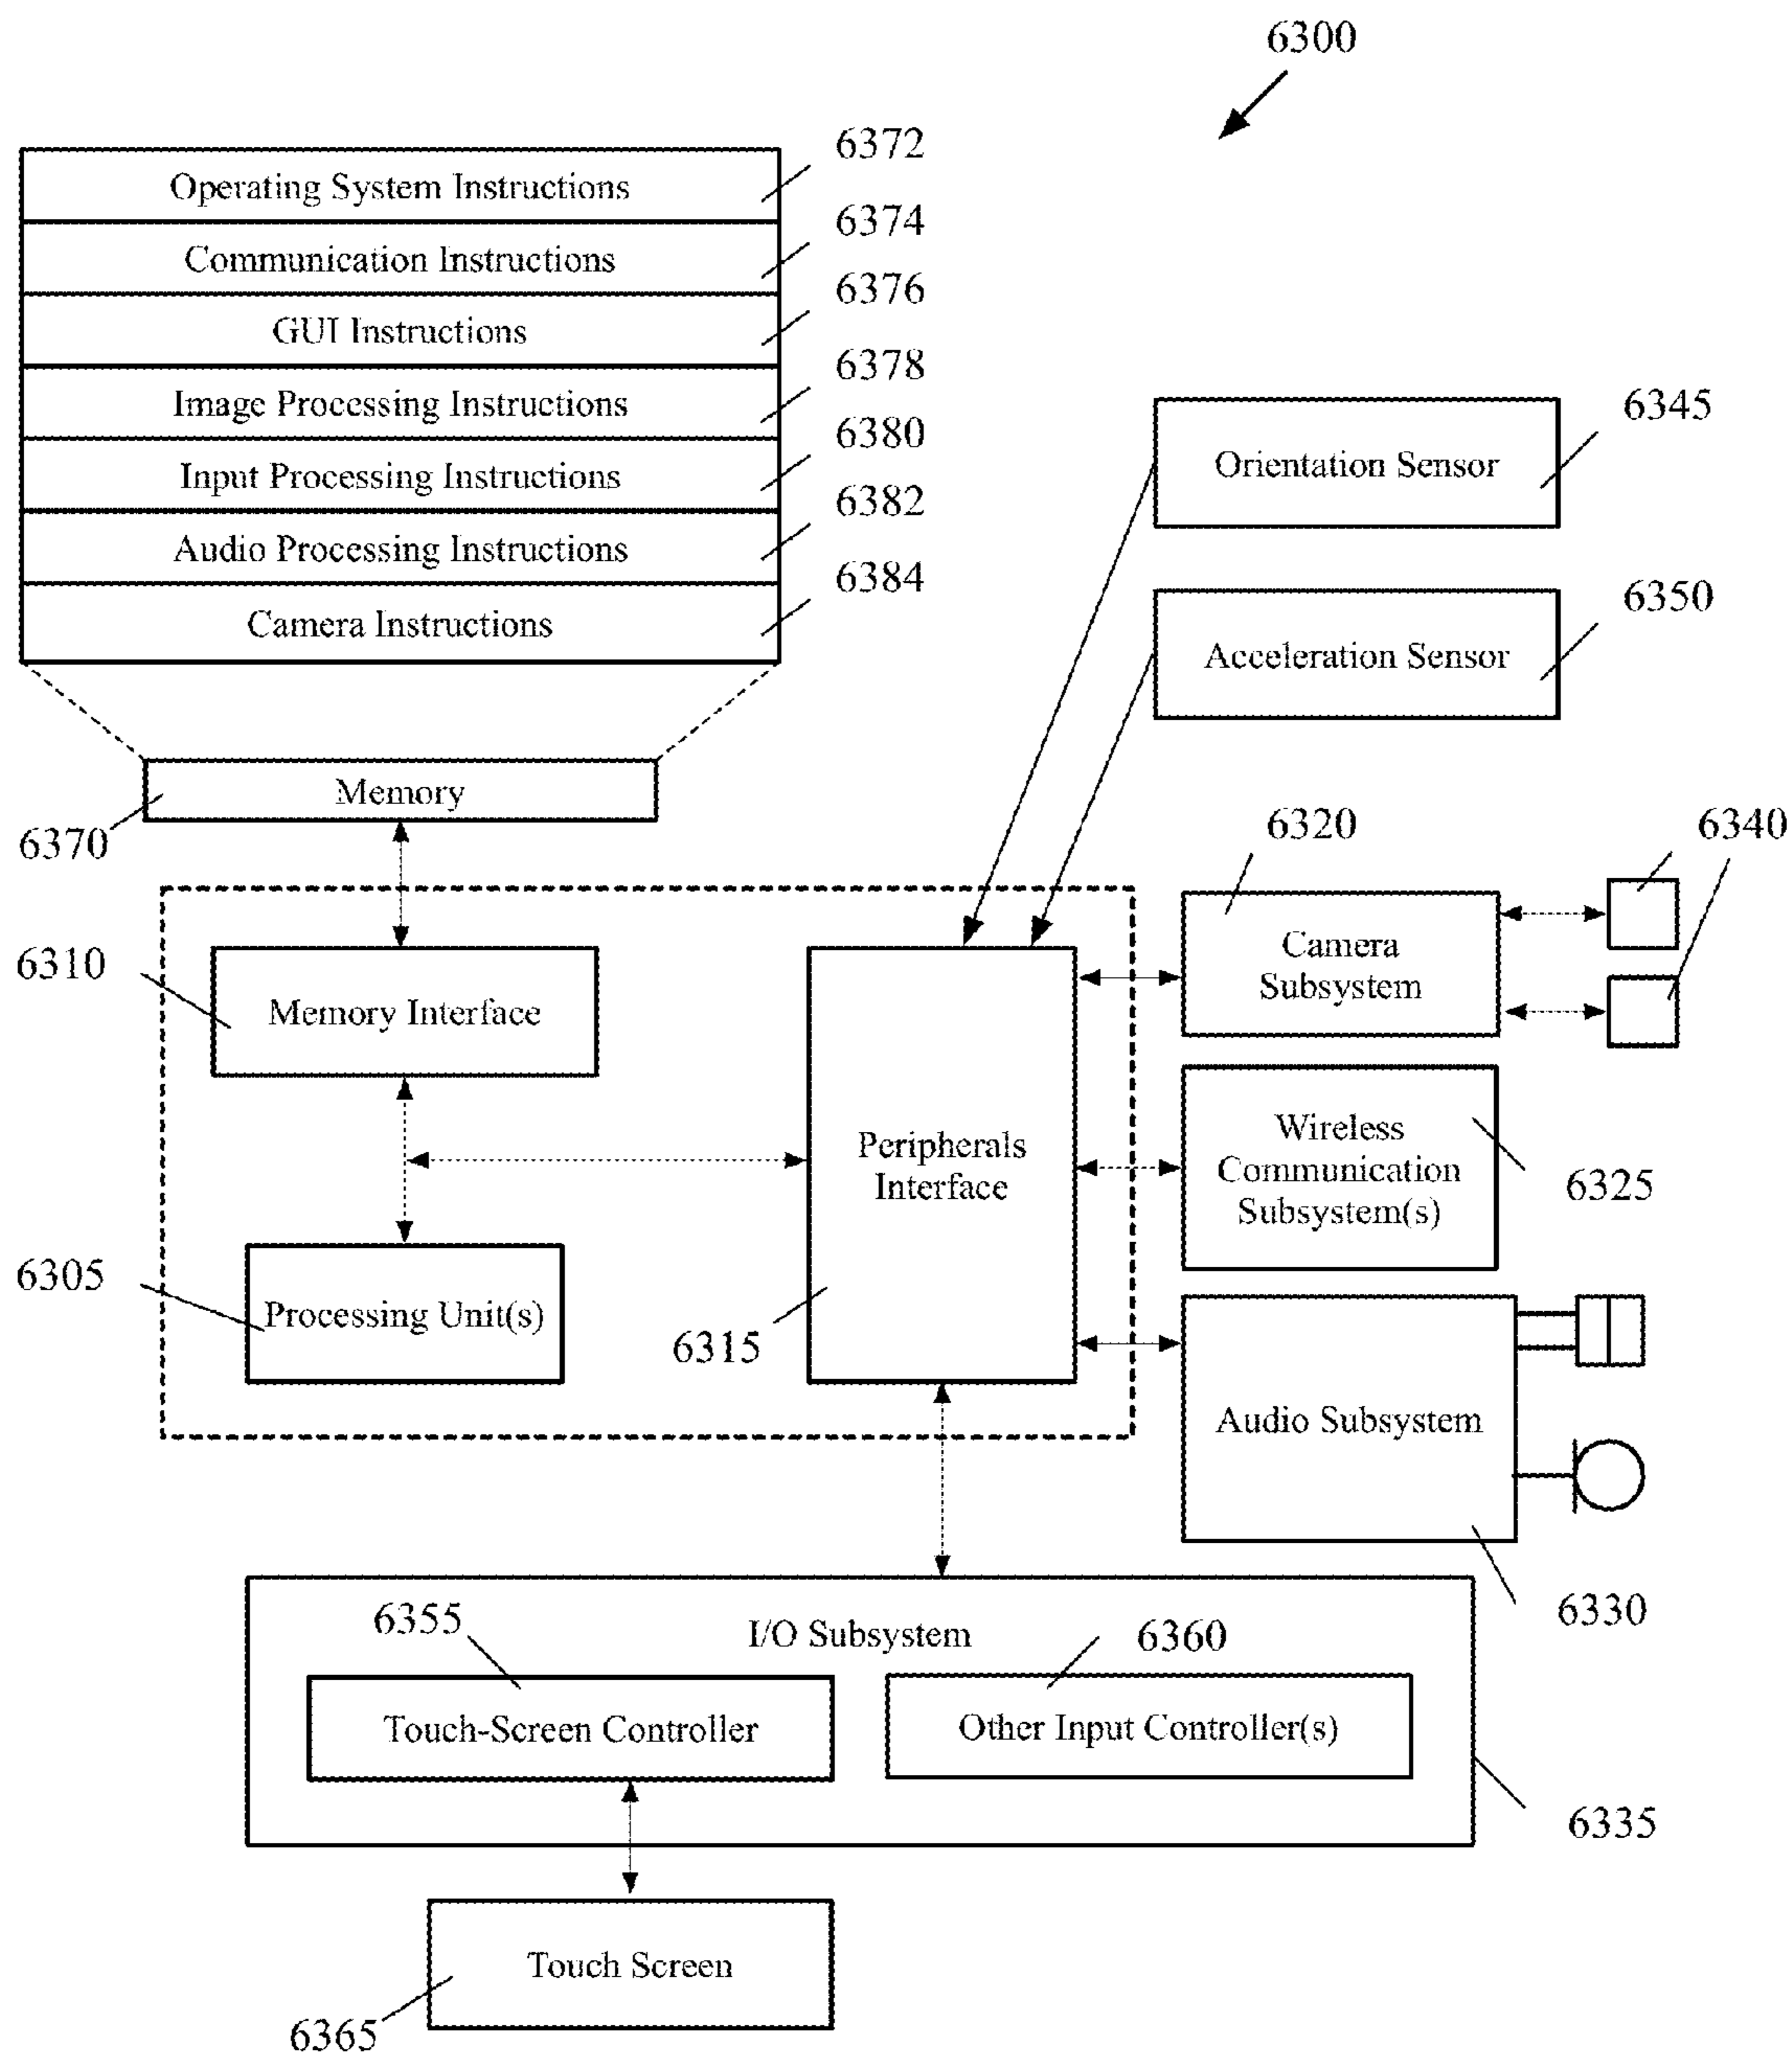 6300
6372
Operating System Instructions
6374
Communication Instructions
6376
GUI Instructions
6378
Image Processing Instructions
6380
Input Processing Instructions
6382
Audio Processing Instructions
6384
Camera Instructions
6345
Orientation Sensor
6350
Acceleration Sensor
Memory
6370
6320
6340
Camera
Subsystem
6310
Memory Interface
Peripherals
Interface
Wireless
Communication
Subsystem(s)
6325
6305
Processing Unit(s)
6315
Audio Subsystem
6330
I/O Subsystem
6355
6360
Touch-Screen Controller
Other Input Controller(s)
6335
Touch Screen
6365